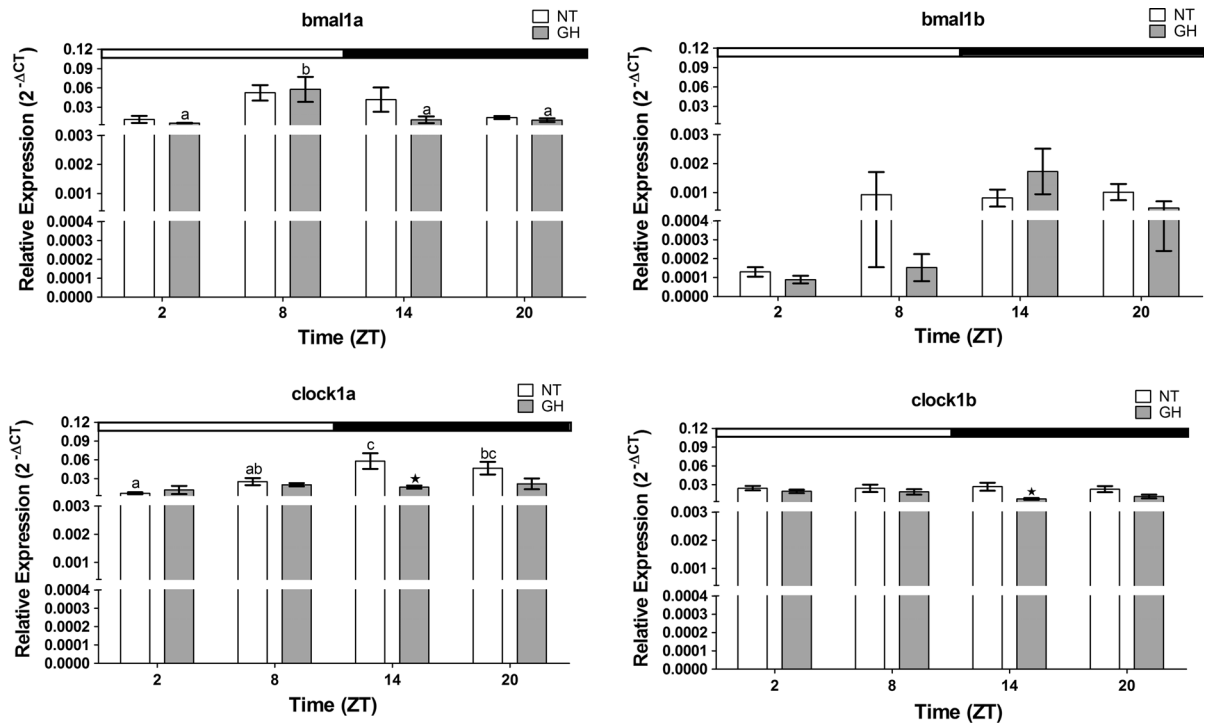 bmal1a
NT
GH
Relative Expression (2^-ΔCT)
0.12
0.09
0.06
0.03
0.003
0.002
0.001
0.0004
0.0003
0.0002
0.0001
0.0000
a b a a
2 8 14 20
Time (ZT)
bmal1b
NT
GH
Relative Expression (2^-ΔCT)
0.12
0.09
0.06
0.03
0.003
0.002
0.001
0.0004
0.0003
0.0002
0.0001
0.0000
2 8 14 20
Time (ZT)
clock1a
NT
GH
Relative Expression (2^-ΔCT)
0.12
0.09
0.06
0.03
0.003
0.002
0.001
0.0004
0.0003
0.0002
0.0001
0.0000
a ab c ★ bc
2 8 14 20
Time (ZT)
clock1b
NT
GH
Relative Expression (2^-ΔCT)
0.12
0.09
0.06
0.03
0.003
0.002
0.001
0.0004
0.0003
0.0002
0.0001
0.0000
★
2 8 14 20
Time (ZT)